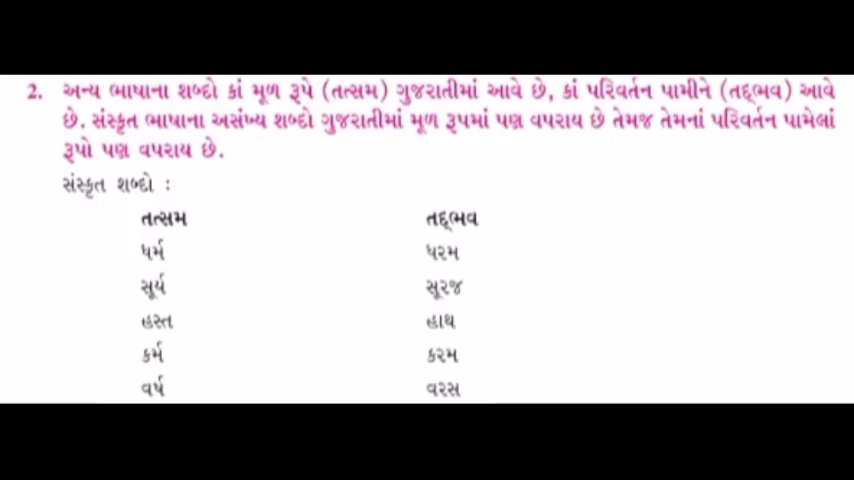 2. અન્ય ભાષાના શબ્દો કાં મૂળ રૂપે (તત્સમ) ગુજરાતીમાં આવે છે, કાં પરિવર્તન પામીને (તદ્ભવ) આવે
છે. સંસ્કૃત ભાષાના અસંખ્ય શબ્દો ગુજરાતીમાં મૂળ રૂપમાં પણ વપરાય છે તેમજ તેમનાં પરિવર્તન પામેલાં
રૂપો પણ વપરાય છે.
સંસ્કૃત શબ્દો :
તત્સમ તદ્ભવ
ધર્મ ધરમ
સૂર્ય સૂરજ
હસ્ત હાથ
કર્મ કરમ
વર્ષ વરસ